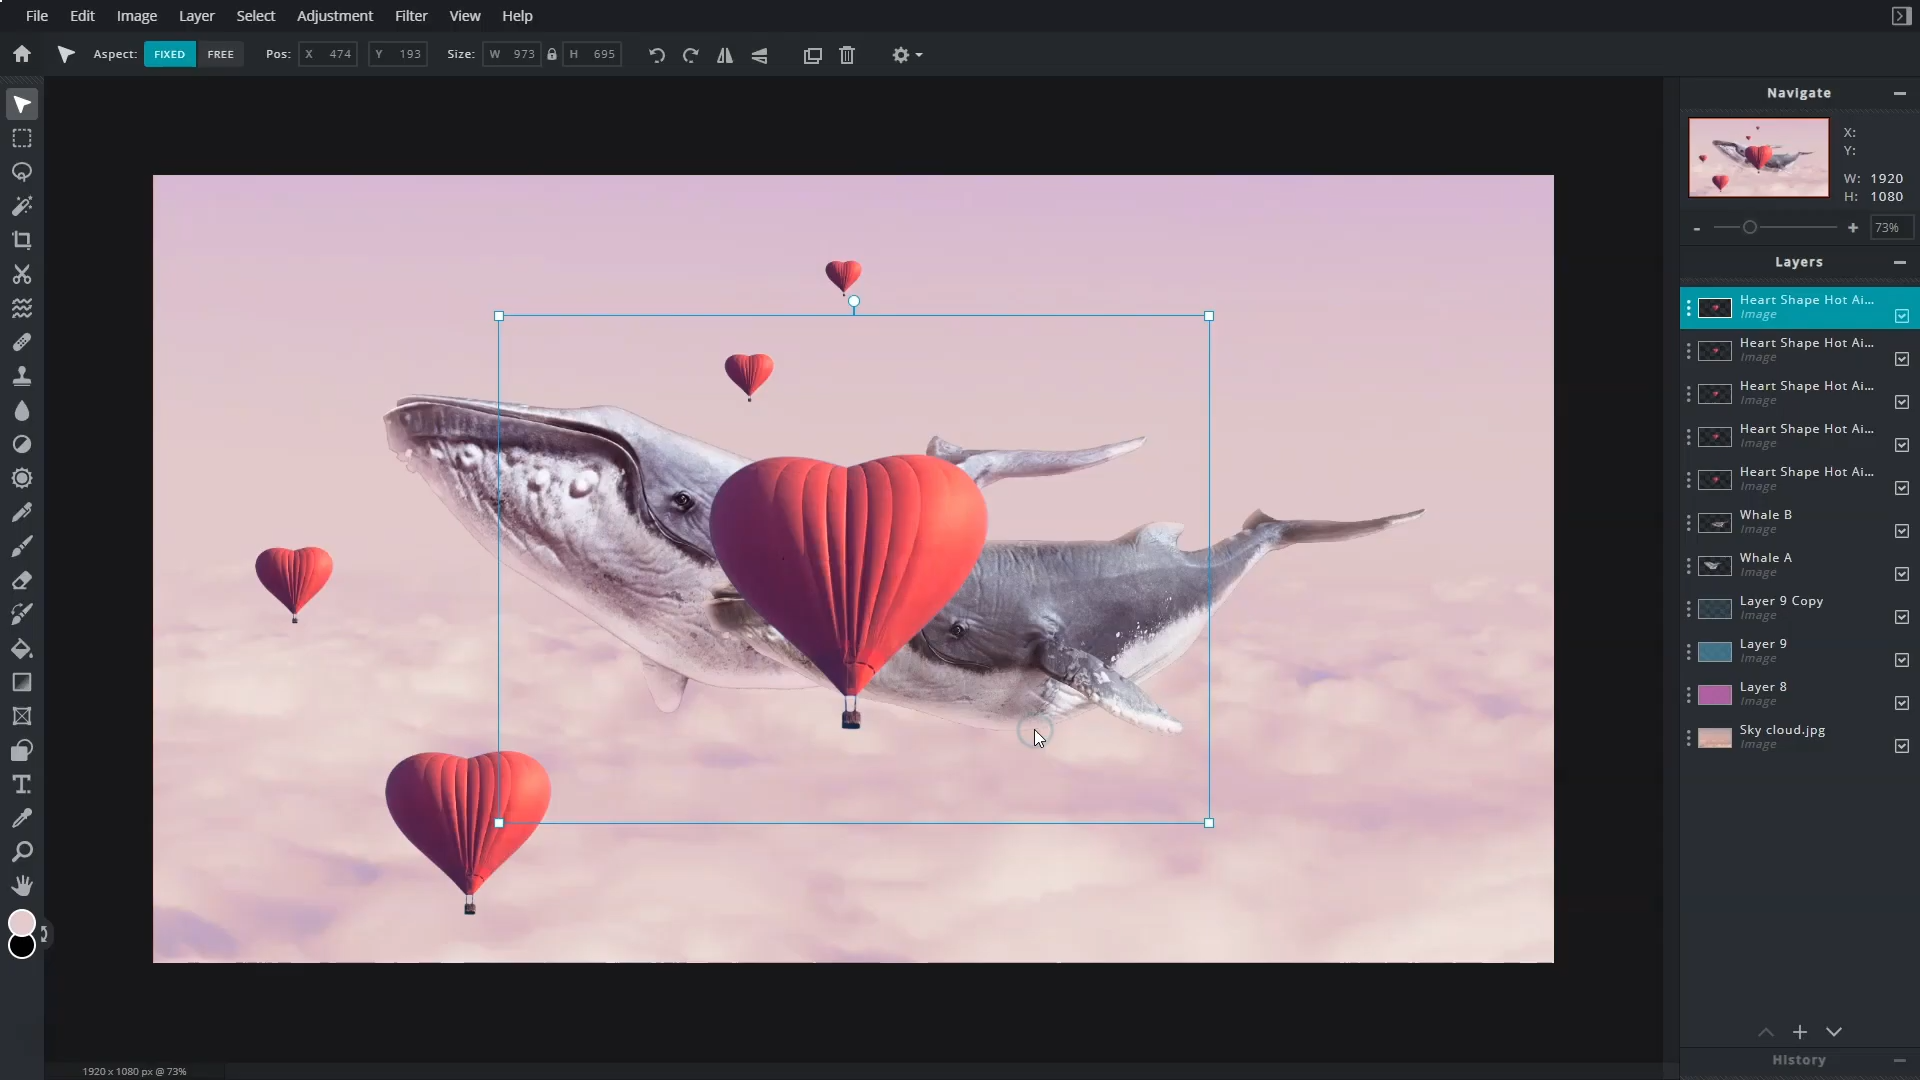 File Edit Image Layer Select Adjustment Filter View Help
Aspect: FIXED FREE Pos: X 474 Y 193 Size: W 973 H 695
Navigate
X:
Y:
W: 1920
H: 1080
- + 73%
Layers
Heart Shape Hot Ai...
Image
Heart Shape Hot Ai...
Image
Heart Shape Hot Ai...
Image
Heart Shape Hot Ai...
Image
Heart Shape Hot Ai...
Image
Whale B
Image
Whale A
Image
Layer 9 Copy
Image
Layer 9
Image
Layer 8
Image
Sky cloud.jpg
Image
History
1920 x 1080 px @ 73%